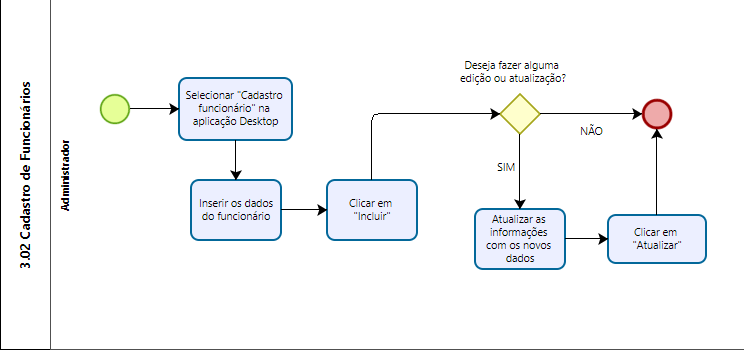 3.02 Cadastro de Funcionários
Administrador
Selecionar "Cadastro
funcionário" na
aplicação Desktop
Inserir os dados
do funcionário
Clicar em
"Incluir"
Deseja fazer alguma
edição ou atualização?
NÃO
SIM
Atualizar as
informações
com os novos
dados
Clicar em
"Atualizar"